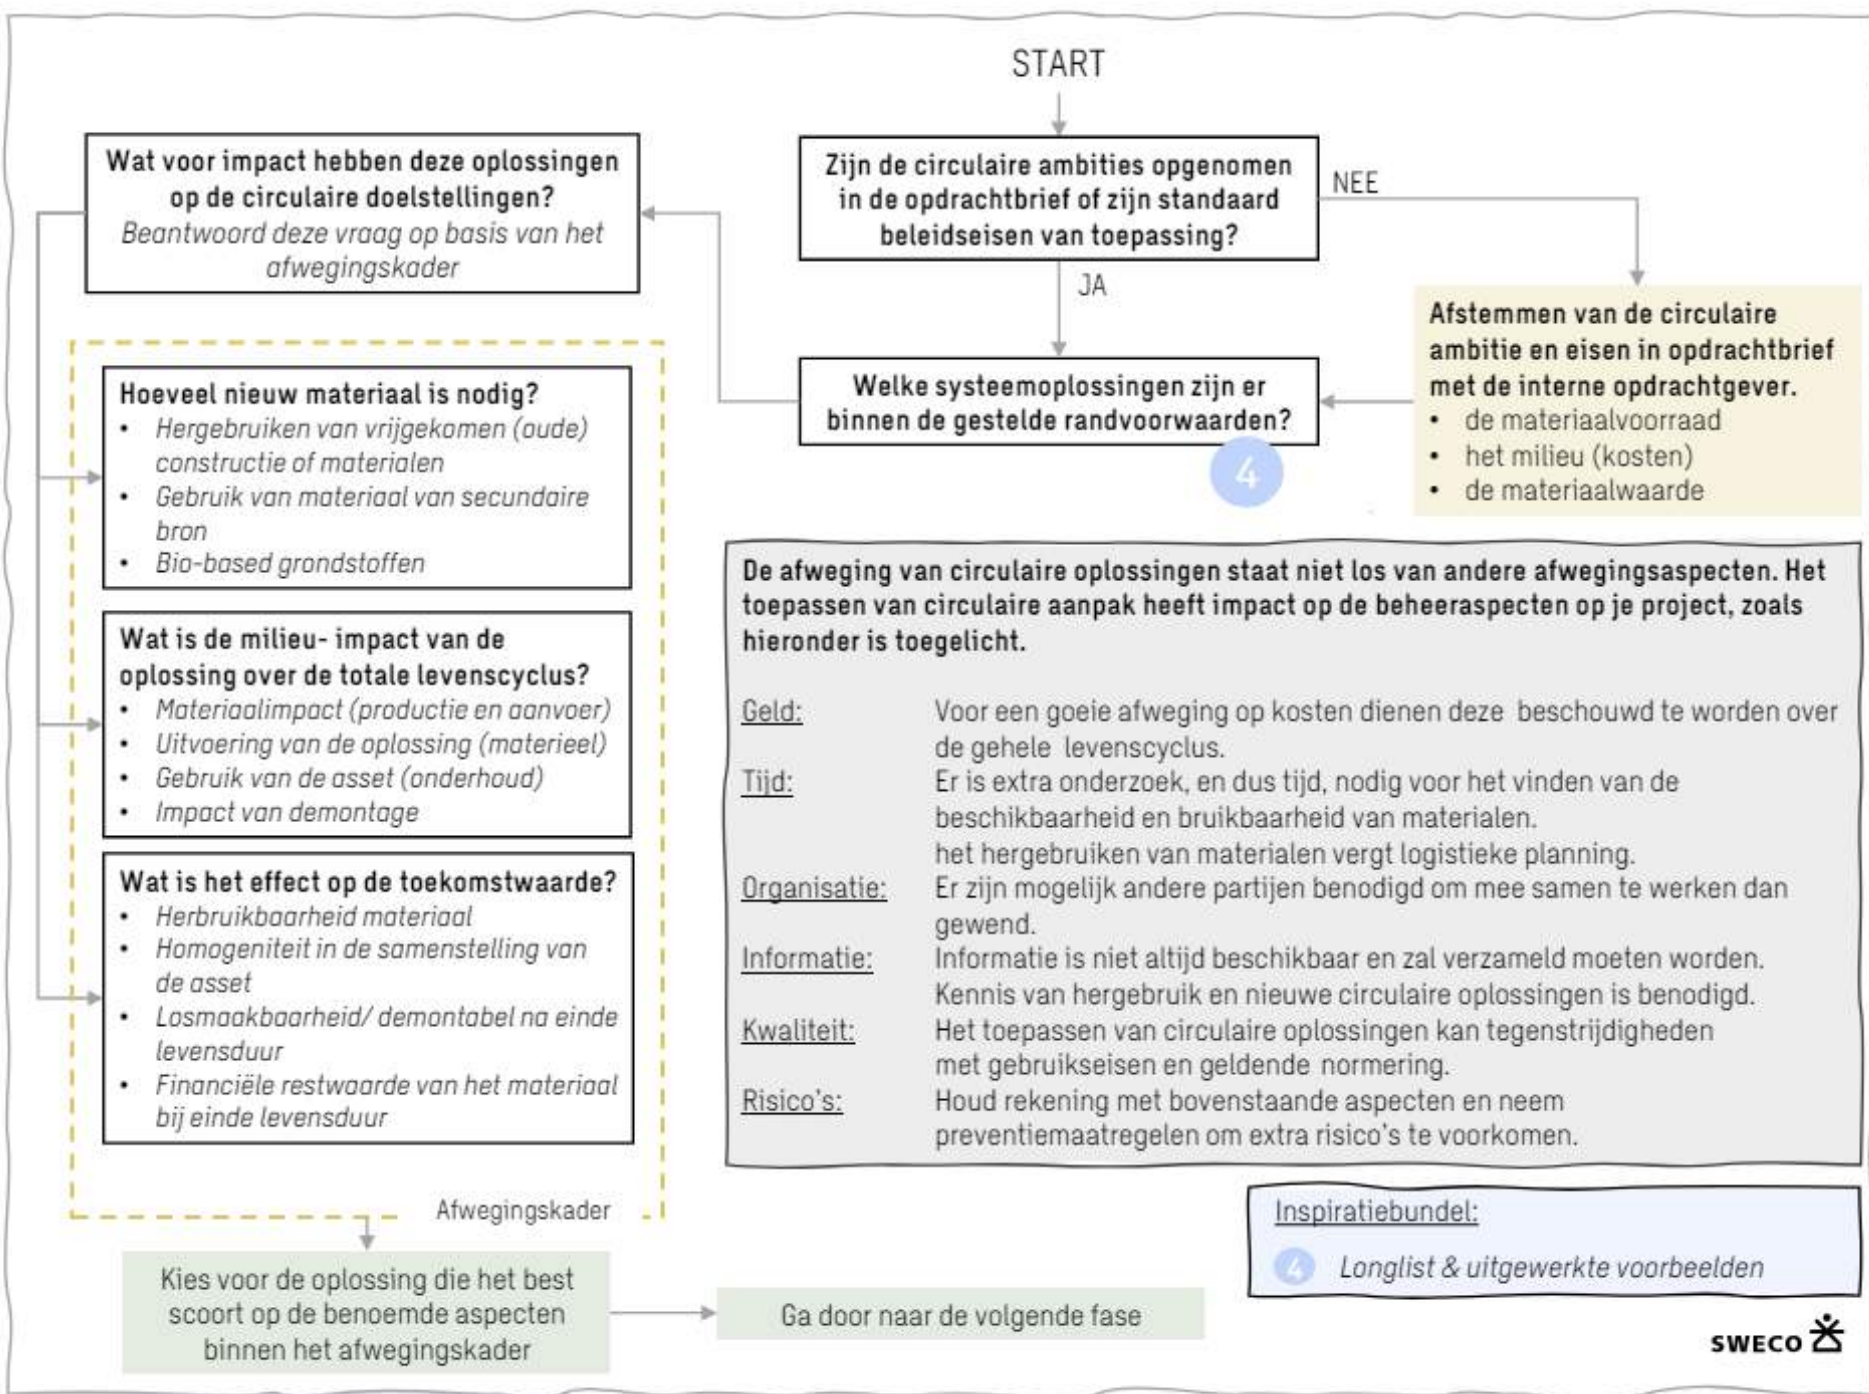 START
Zijn de circulaire ambities opgenomen
in de opdrachtbrief of zijn standaard
beleidseisen van toepassing?
NEE
JA
Afstemmen van de circulaire
ambitie en eisen in opdrachtbrief
met de interne opdrachtgever.
• de materiaalvoorraad
• het milieu (kosten)
• de materiaalwaarde
Welke systeemoplossingen zijn er
binnen de gestelde randvoorwaarden?
4
Wat voor impact hebben deze oplossingen
op de circulaire doelstellingen?
Beantwoord deze vraag op basis van het
afwegingskader
Hoeveel nieuw materiaal is nodig?
• Hergebruiken van vrijgekomen (oude)
constructie of materialen
• Gebruik van materiaal van secundaire
bron
• Bio-based grondstoffen
Wat is de milieu- impact van de
oplossing over de totale levenscyclus?
• Materiaalimpact (productie en aanvoer)
• Uitvoering van de oplossing (materieel)
• Gebruik van de asset (onderhoud)
• Impact van demontage
Wat is het effect op de toekomstwaarde?
• Herbruikbaarheid materiaal
• Homogeniteit in de samenstelling van
de asset
• Losmaakbaarheid/ demontabel na einde
levensduur
• Financiële restwaarde van het materiaal
bij einde levensduur
Afwegingskader
Kies voor de oplossing die het best
scoort op de benoemde aspecten
binnen het afwegingskader
Ga door naar de volgende fase
De afweging van circulaire oplossingen staat niet los van andere afwegingsaspecten. Het
toepassen van circulaire aanpak heeft impact op de beheeraspecten op je project, zoals
hieronder is toegelicht.
Geld: Voor een goeie afweging op kosten dienen deze beschouwd te worden over
de gehele levenscyclus.
Tijd: Er is extra onderzoek, en dus tijd, nodig voor het vinden van de
beschikbaarheid en bruikbaarheid van materialen.
het hergebruiken van materialen vergt logistieke planning.
Organisatie: Er zijn mogelijk andere partijen benodigd om mee samen te werken dan
gewend.
Informatie: Informatie is niet altijd beschikbaar en zal verzameld moeten worden.
Kennis van hergebruik en nieuwe circulaire oplossingen is benodigd.
Kwaliteit: Het toepassen van circulaire oplossingen kan tegenstrijdigheden
met gebruikseisen en geldende normering.
Risico's: Houd rekening met bovenstaande aspecten en neem
preventiemaatregelen om extra risico's te voorkomen.
Inspiratiebundel:
4 Longlist & uitgewerkte voorbeelden
SWECO